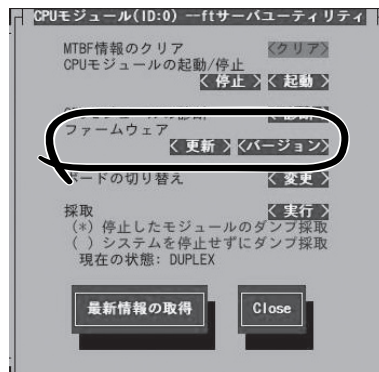 CPUモジュール(ID:0) --ftサーバユーティリティ
MTBF情報のクリア <クリア>
CPUモジュールの起動/停止
<停止> <起動>
ファームウェア
<更新> <バージョン>
ボードの切り替え <変更>
採取 <実行>
(*) 停止したモジュールのダンプ採取
( ) システムを停止せずにダンプ採取
現在の状態: DUPLEX
最新情報の取得 Close